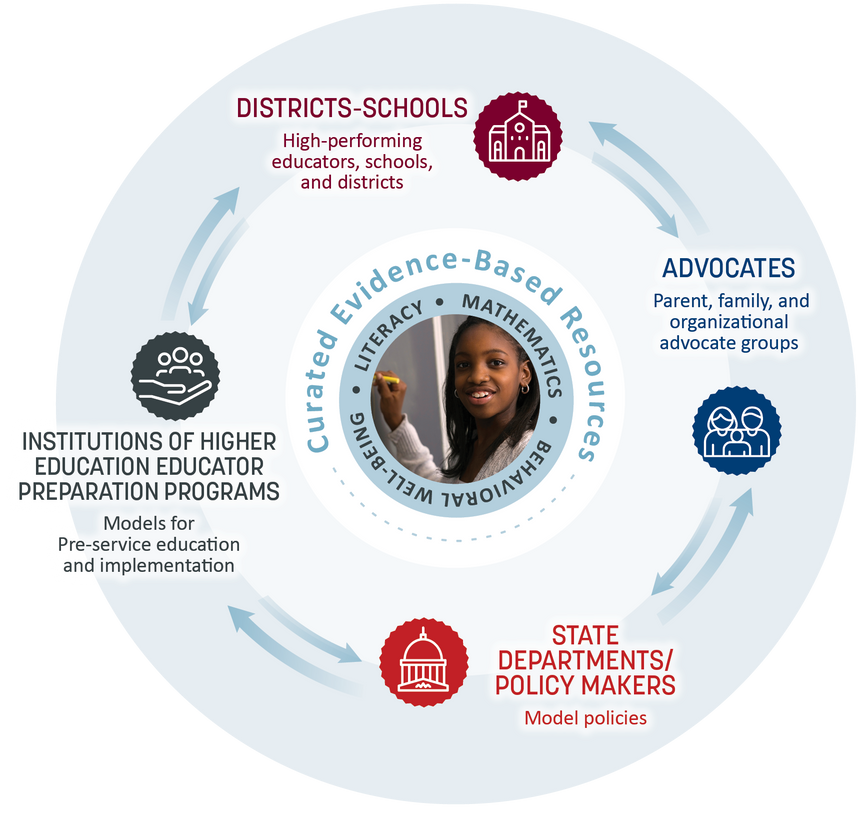 DISTRICTS-SCHOOLS
High-performing
educators, schools,
and districts
ADVOCATES
Parent, family, and
organizational
advocate groups
Curated Evidence-Based Resources
LITERACY • MATHEMATICS • BEHAVIORAL WELL-BEING •
INSTITUTIONS OF HIGHER
EDUCATION EDUCATOR
PREPARATION PROGRAMS
Models for
Pre-service education
and implementation
STATE
DEPARTMENTS/
POLICY MAKERS
Model policies